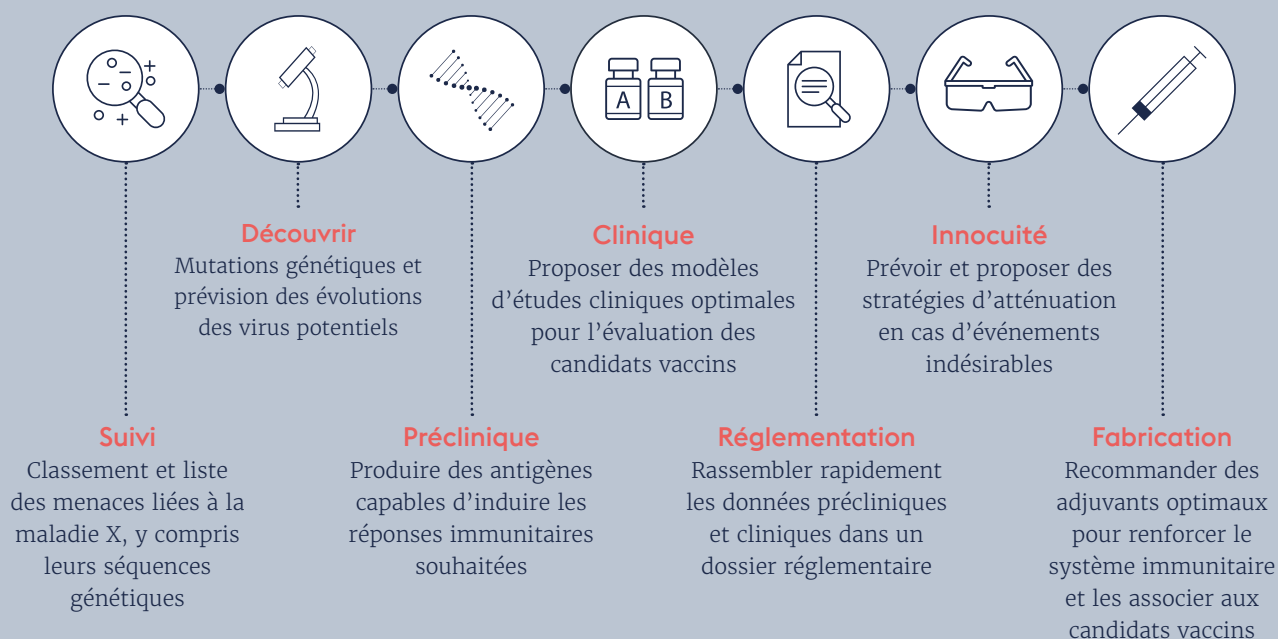 A
B
Suivi
Classement et liste
des menaces liées à la
maladie X, y compris
leurs séquences
génétiques
Découvrir
Mutations génétiques et
prévision des évolutions
des virus potentiels
Préclinique
Produire des antigènes
capables d’induire les
réponses immunitaires
souhaitées
Clinique
Proposer des modèles
d’études cliniques optimales
pour l’évaluation des
candidats vaccins
Réglementation
Rassembler rapidement
les données précliniques
et cliniques dans un
dossier réglementaire
Innocuité
Prévoir et proposer des
stratégies d’atténuation
en cas d’événements
indésirables
Fabrication
Recommander des
adjuvants optimaux
pour renforcer le
système immunitaire
et les associer aux
candidats vaccins